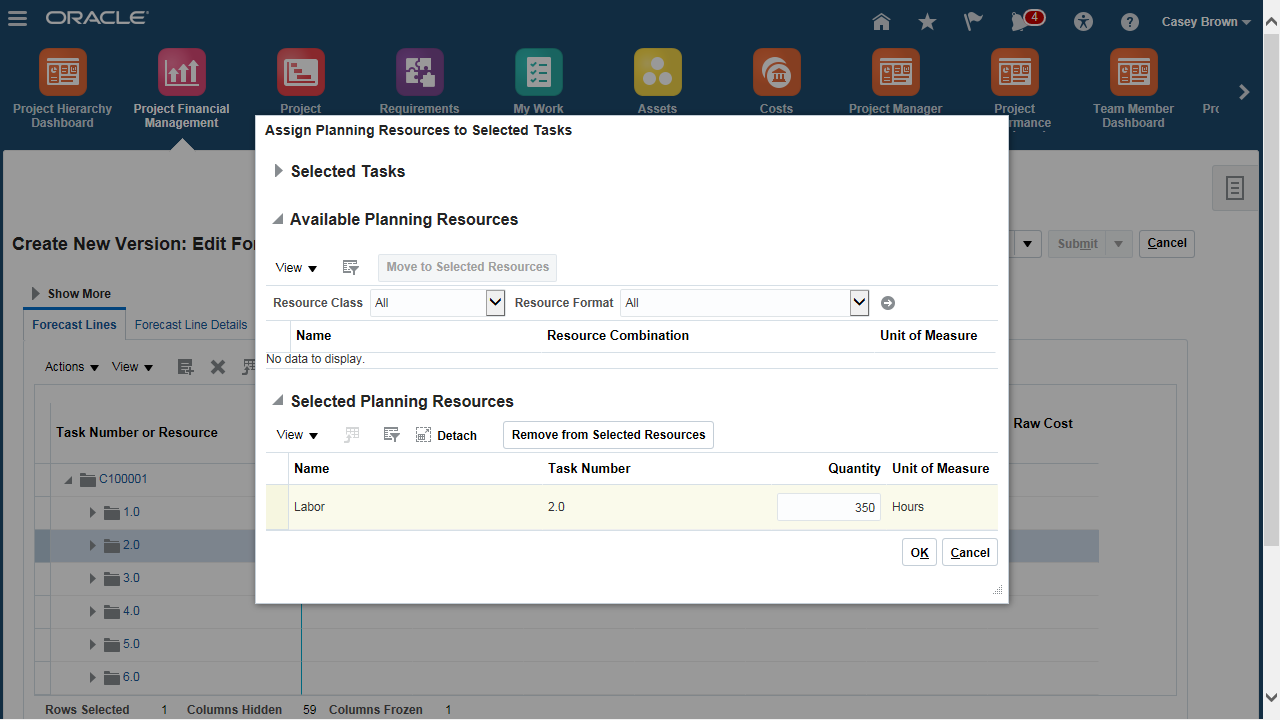 ORACLE
4
Casey Brown
Project Hierarchy Dashboard
Project Financial Management
Project
Requirements
My Work
Assets
Costs
Project Manager
Project
rmance
Team Member Dashboard
Assign Planning Resources to Selected Tasks
Selected Tasks
Available Planning Resources
View
Move to Selected Resources
Resource Class All Resource Format All
Name Resource Combination Unit of Measure
No data to display.
Selected Planning Resources
View Detach Remove from Selected Resources
Name Task Number Quantity Unit of Measure
Labor 2.0 350 Hours
OK Cancel
Create New Version: Edit Fo
Submit Cancel
Show More
Forecast Lines Forecast Line Details
Actions View
Task Number or Resource Raw Cost
C100001
1.0
2.0
3.0
4.0
5.0
6.0
Rows Selected 1 Columns Hidden 59 Columns Frozen 1